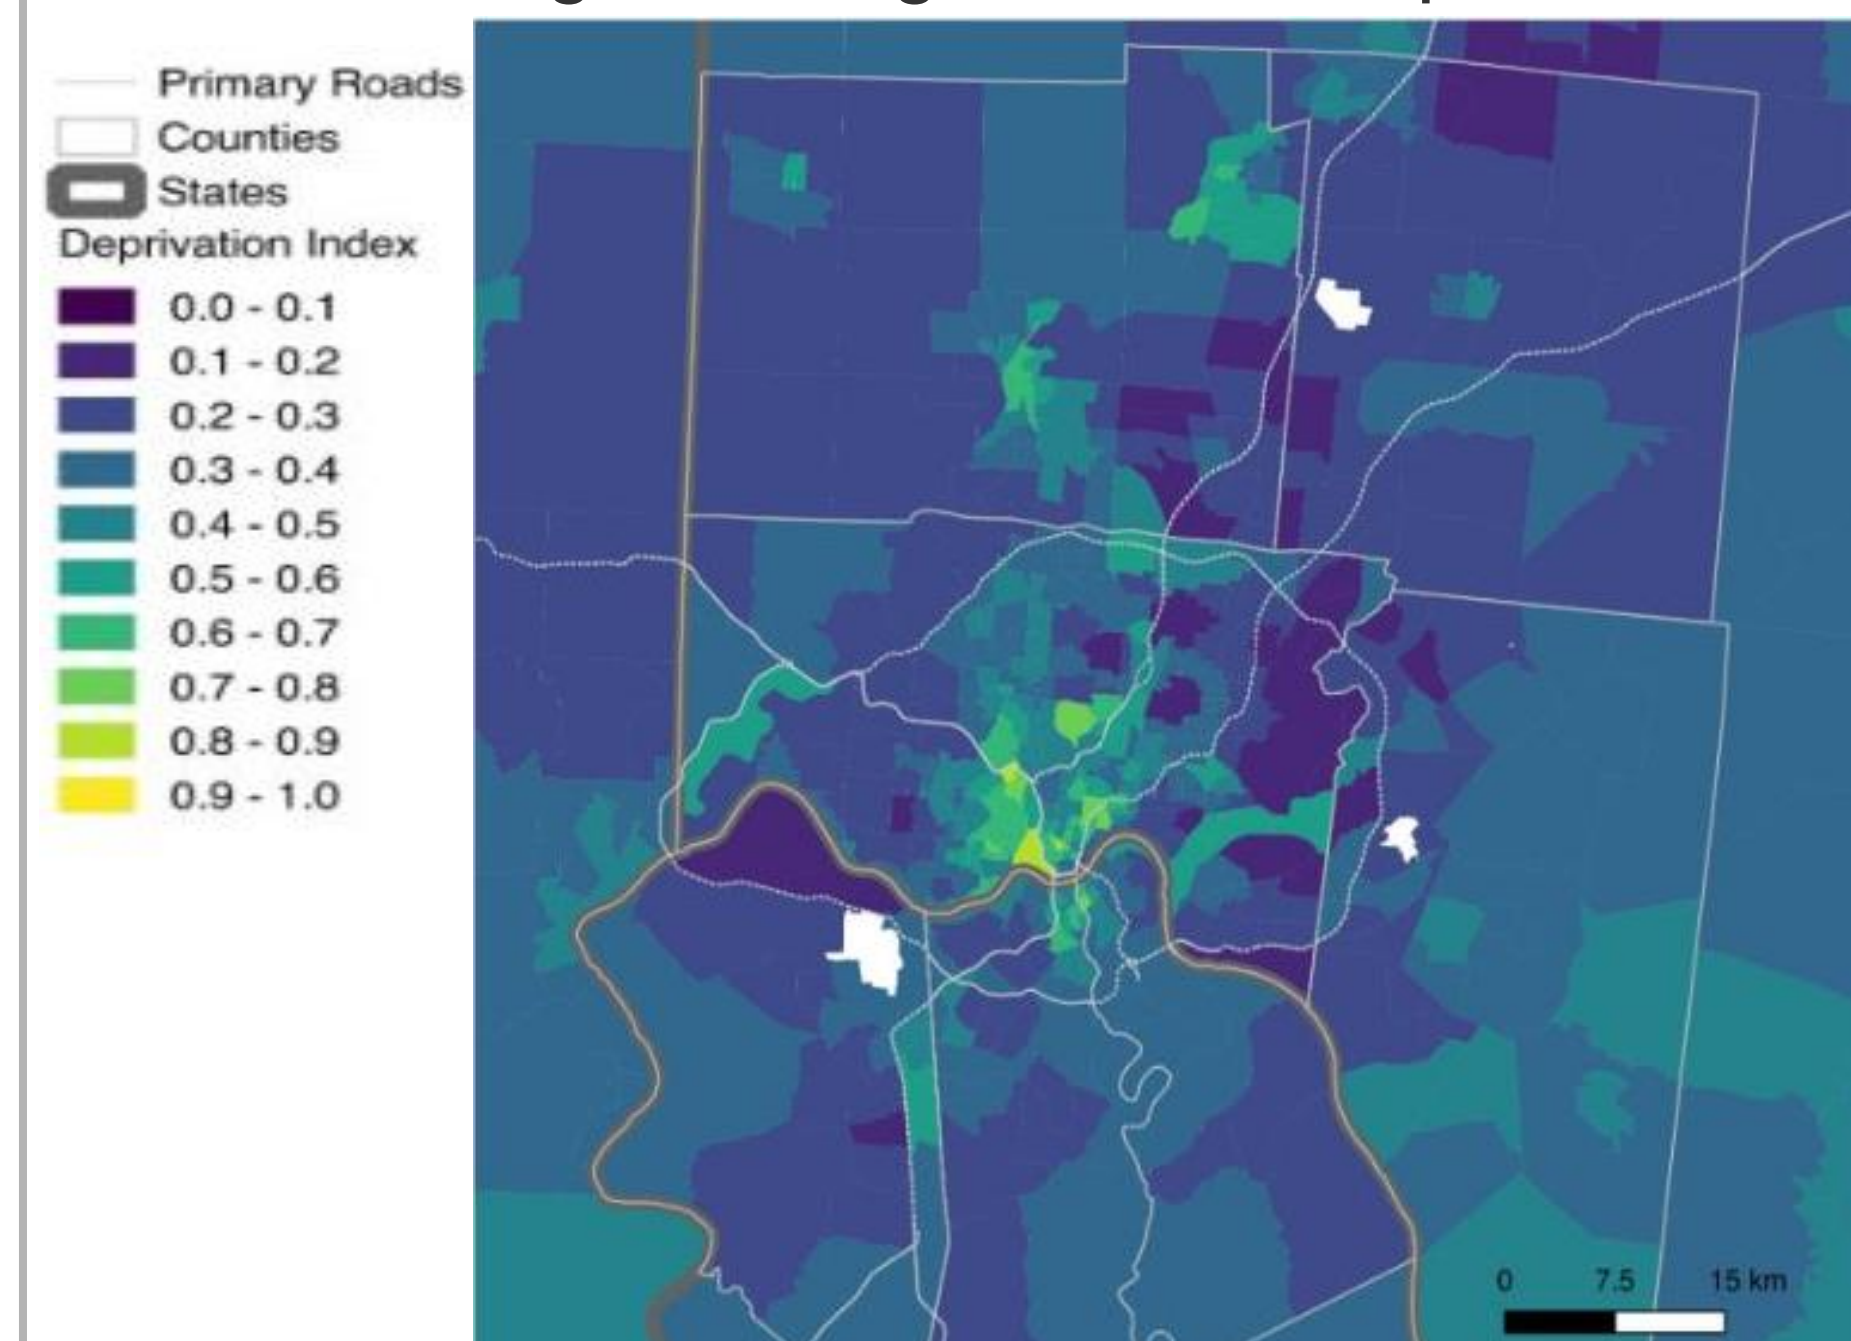 Primary Roads
Counties
States
Deprivation Index
0.0 - 0.1
0.1 - 0.2
0.2 - 0.3
0.3 - 0.4
0.4 - 0.5
0.5 - 0.6
0.6 - 0.7
0.7 - 0.8
0.8 - 0.9
0.9 - 1.0
0 7.5 15 km